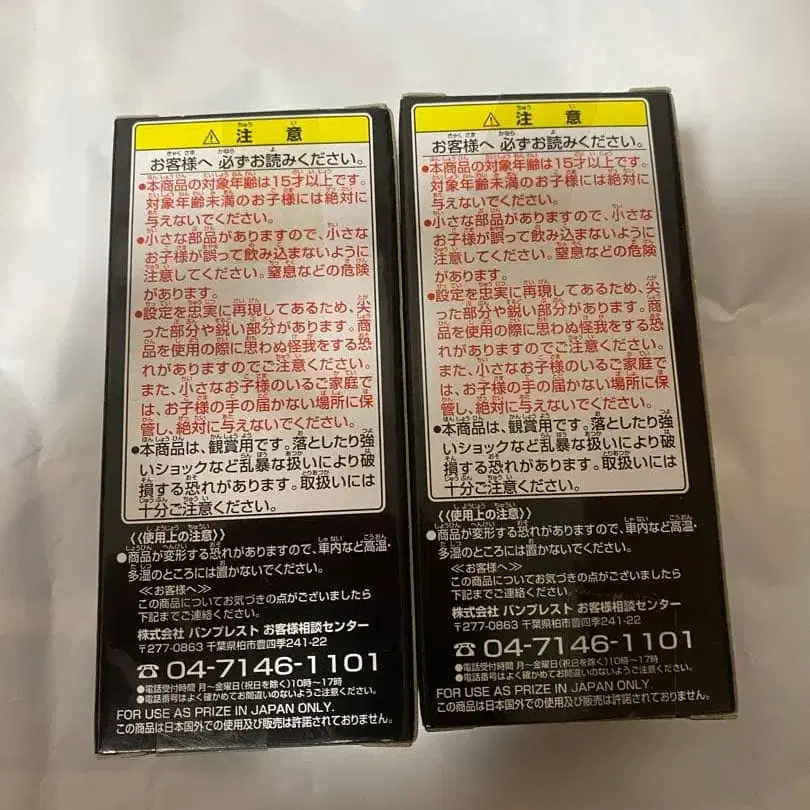 ⚠ 注意
お客様へ 必ずお読みください。
●本商品の対象年齢は15才以上です。
対象年齢未満のお子様には絶対に
与えないでください。
●小さな部品がありますので、小さな
お子様が誤って飲み込まないように
注意してください。窒息などの危険
があります。
●設定を忠実に再現してあるため、尖
った部分や鋭い部分があります。商
品を使用の際に思わぬ怪我をする恐
れがありますのでご注意ください。
また、小さなお子様のいるご家庭で
は、お子様の手の届かない場所に保
管し、絶対に与えないでください。
●本商品は、観賞用です。落としたり強
いショックなど乱暴な扱いにより破
損する恐れがあります。取扱いには
十分ご注意ください。
《使用上の注意》
●商品が変形する恐れがありますので、車内など高温・
多湿のところには置かないでください。
≪お客様へ≫
この商品についてお気づきの点がございましたら
下記までご連絡ください。
株式会社 バンプレスト お客様相談センター
〒277-0863 千葉県柏市豊四季241-22
☎ 04-7146-1101
●電話受付時間 月〜金曜日(祝日を除く)10時〜17時
●電話番号はよく確かめてお間違いのないようご注意ください。
FOR USE AS PRIZE IN JAPAN ONLY.
この商品は日本国外での使用及び販売は許諾されておりません。
⚠ 注意
お客様へ 必ずお読みください。
●本商品の対象年齢は15才以上です。
対象年齢未満のお子様には絶対に
与えないでください。
●小さな部品がありますので、小さな
お子様が誤って飲み込まないように
注意してください。窒息などの危険
があります。
●設定を忠実に再現してあるため、尖
った部分や鋭い部分があります。商
品を使用の際に思わぬ怪我をする恐
れがありますのでご注意ください。
また、小さなお子様のいるご家庭で
は、お子様の手の届かない場所に保
管し、絶対に与えないでください。
●本商品は、観賞用です。落としたり強
いショックなど乱暴な扱いにより破
損する恐れがあります。取扱いには
十分ご注意ください。
《使用上の注意》
●商品が変形する恐れがありますので、車内など高温・
多湿のところには置かないでください。
≪お客様へ≫
この商品についてお気づきの点がございましたら
下記までご連絡ください。
株式会社 バンプレスト お客様相談センター
〒277-0863 千葉県柏市豊四季241-22
☎ 04-7146-1101
●電話受付時間 月〜金曜日(祝日を除く)10時〜17時
●電話番号はよく確かめてお間違いのないようご注意ください。
FOR USE AS PRIZE IN JAPAN ONLY.
この商品は日本国外での使用及び販売は許諾されておりません。